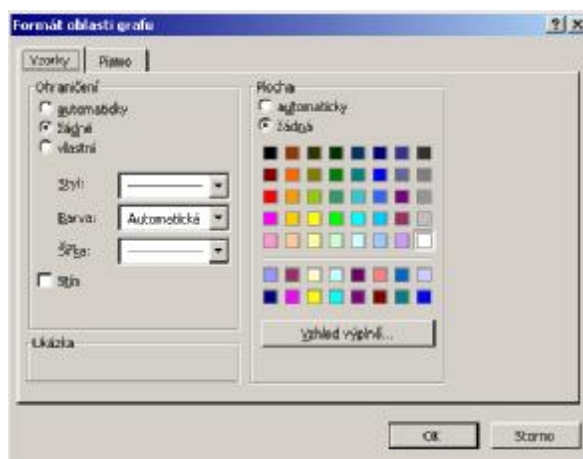 Formát oblasti grafu
Vzorky
Písmo
Ohraničení
automaticky
žádné
vlastní
Styl:
Barva:
Automatická
Šířka:
Stín
Ukázka
Plocha
automaticky
žádná
Vzhled výplně...
OK
Storno